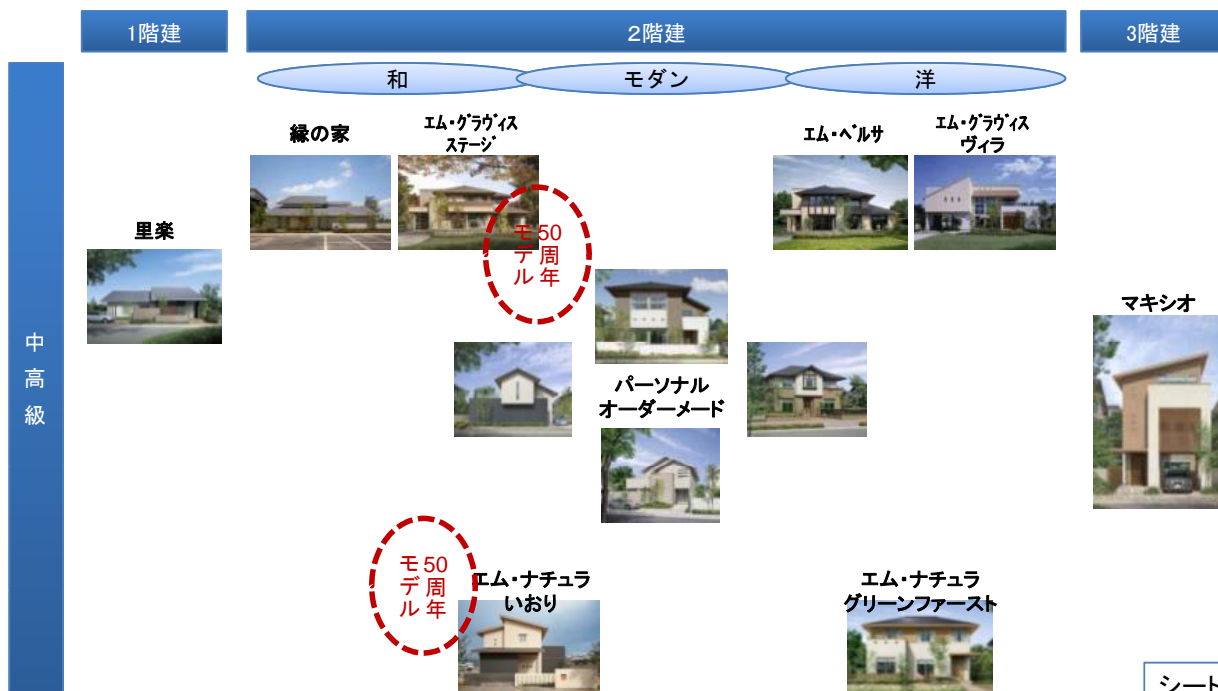 1階建
2階建
3階建
和
モダン
洋
中高級
縁の家
エム・グラヴィス
ステージ
エム・ベルサ
エム・グラヴィス
ヴィラ
里楽
50周年
モデル
マキシオ
パーソナル
オーダーメード
50周年
モデル
エム・ナチュラ
いおり
エム・ナチュラ
グリーンファースト
シート